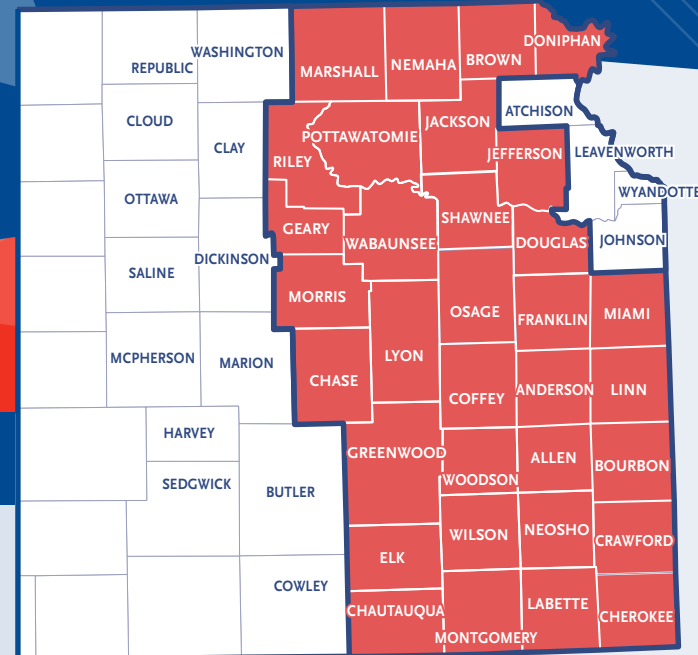 DONIPHAN
WASHINGTON
BROWN
NEMAHA
REPUBLIC
MARSHALL
ATCHISON
CLOUD
JACKSON
POTTAWATOMIE
CLAY
JEFFERSON
LEAVENWORTH
RILEY
WYANDOTTE
OTTAWA
SHAWNEE
GEARY
WABAUNSEE
DOUGLAS
JOHNSON
DICKINSON
SALINE
MORRIS
OSAGE
FRANKLIN
MIAMI
MCPHERSON
MARION
LYON
CHASE
COFFEY
ANDERSON
LINN
HARVEY
GREENWOOD
ALLEN
BOURBON
SEDGWICK
WOODSON
BUTLER
WILSON
NEOSHO
CRAWFORD
ELK
COWLEY
CHAUTAUQUA
LABETTE
CHEROKEE
MONTGOMERY